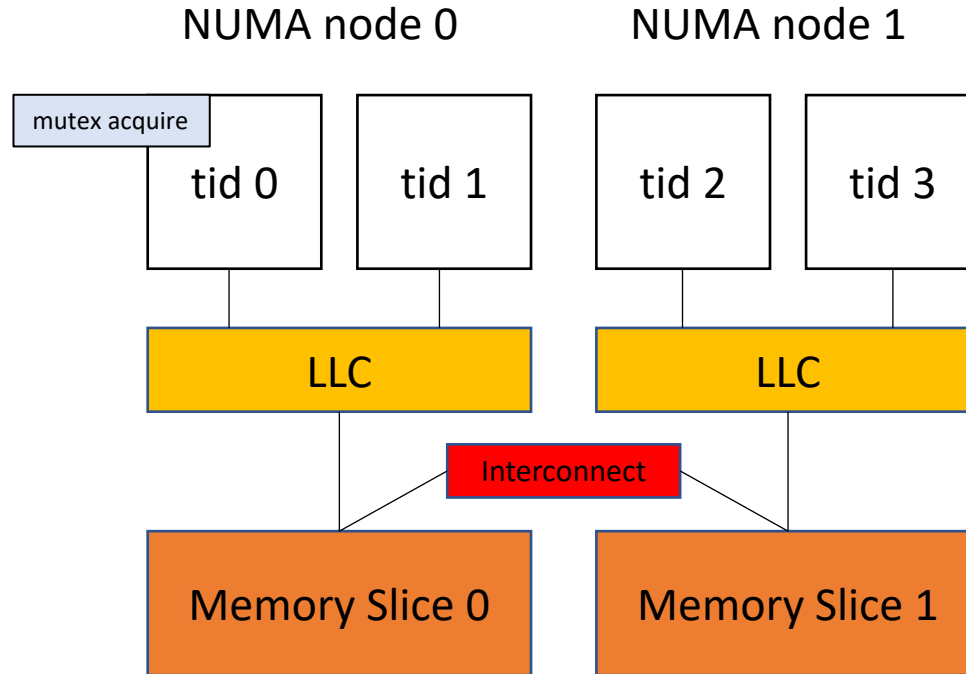 NUMA node 0
NUMA node 1
mutex acquire
tid 0
tid 1
tid 2
tid 3
LLC
LLC
Interconnect
Memory Slice 0
Memory Slice 1